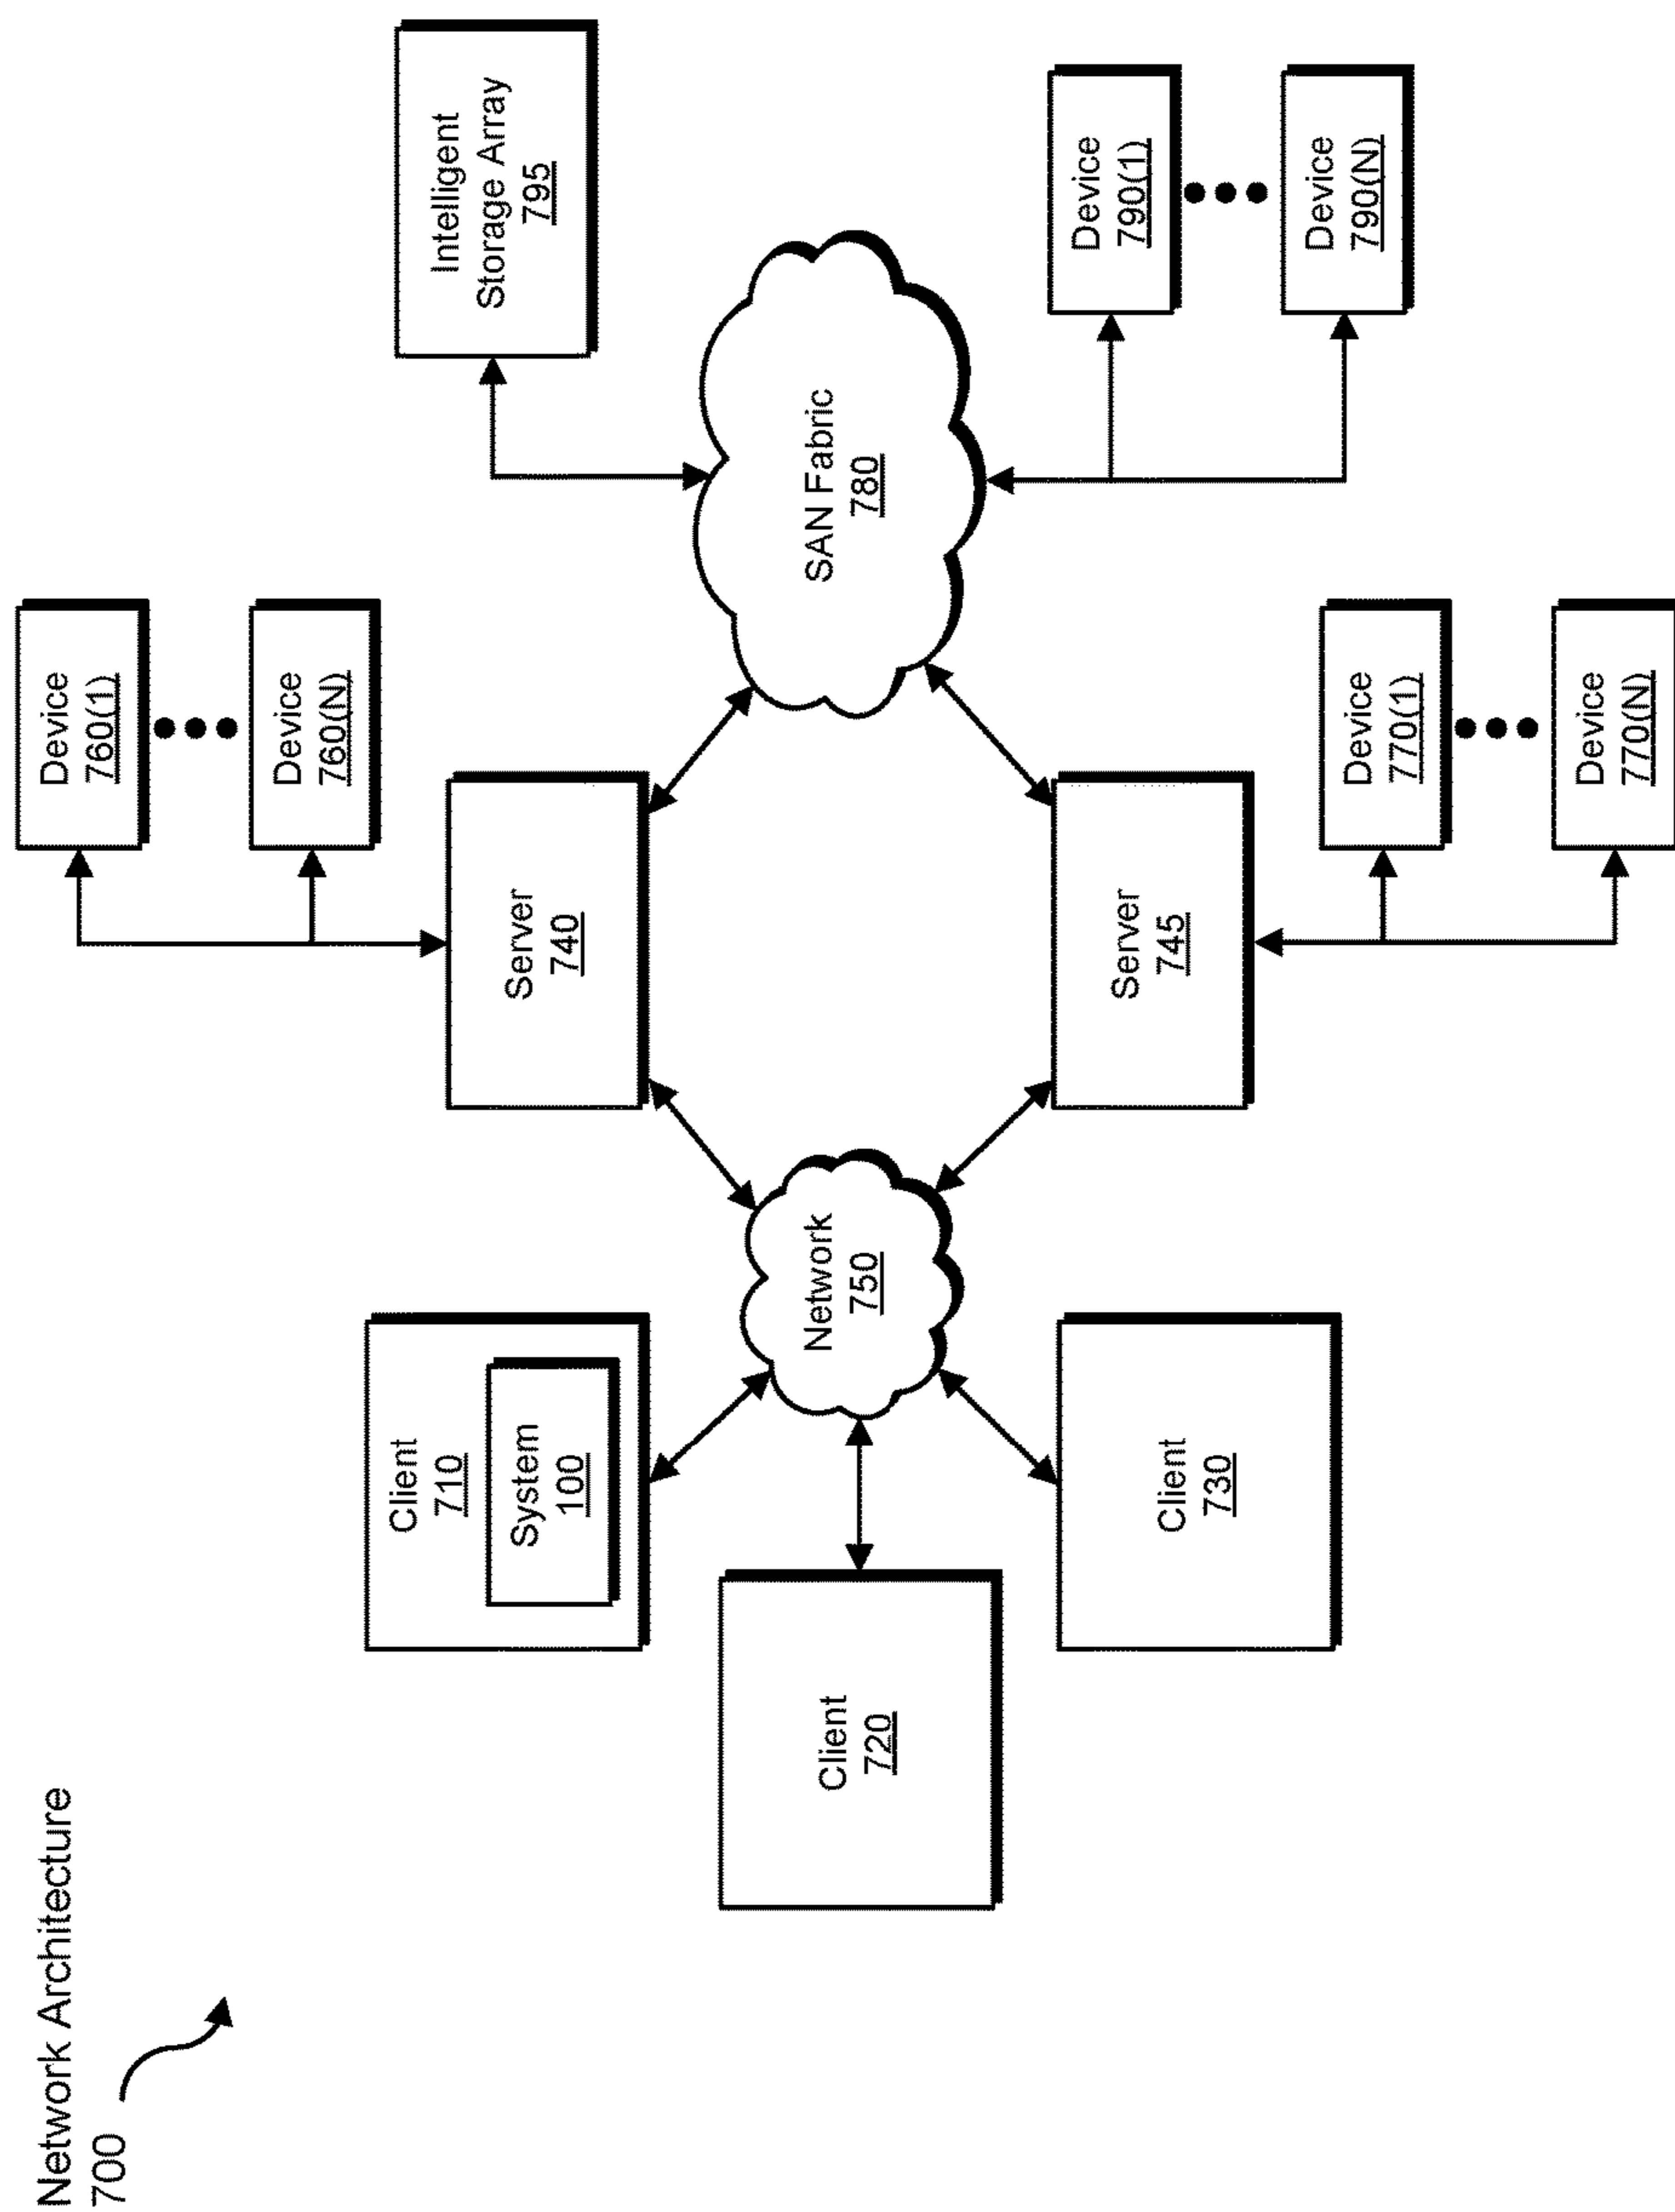 Network Architecture
700
Client
710
System
100
Client
720
Client
730
Network
750
Server
740
Server
745
Device
760(1)
Device
760(N)
Device
770(1)
Device
770(N)
SAN Fabric
780
Intelligent
Storage Array
795
Device
790(1)
Device
790(N)